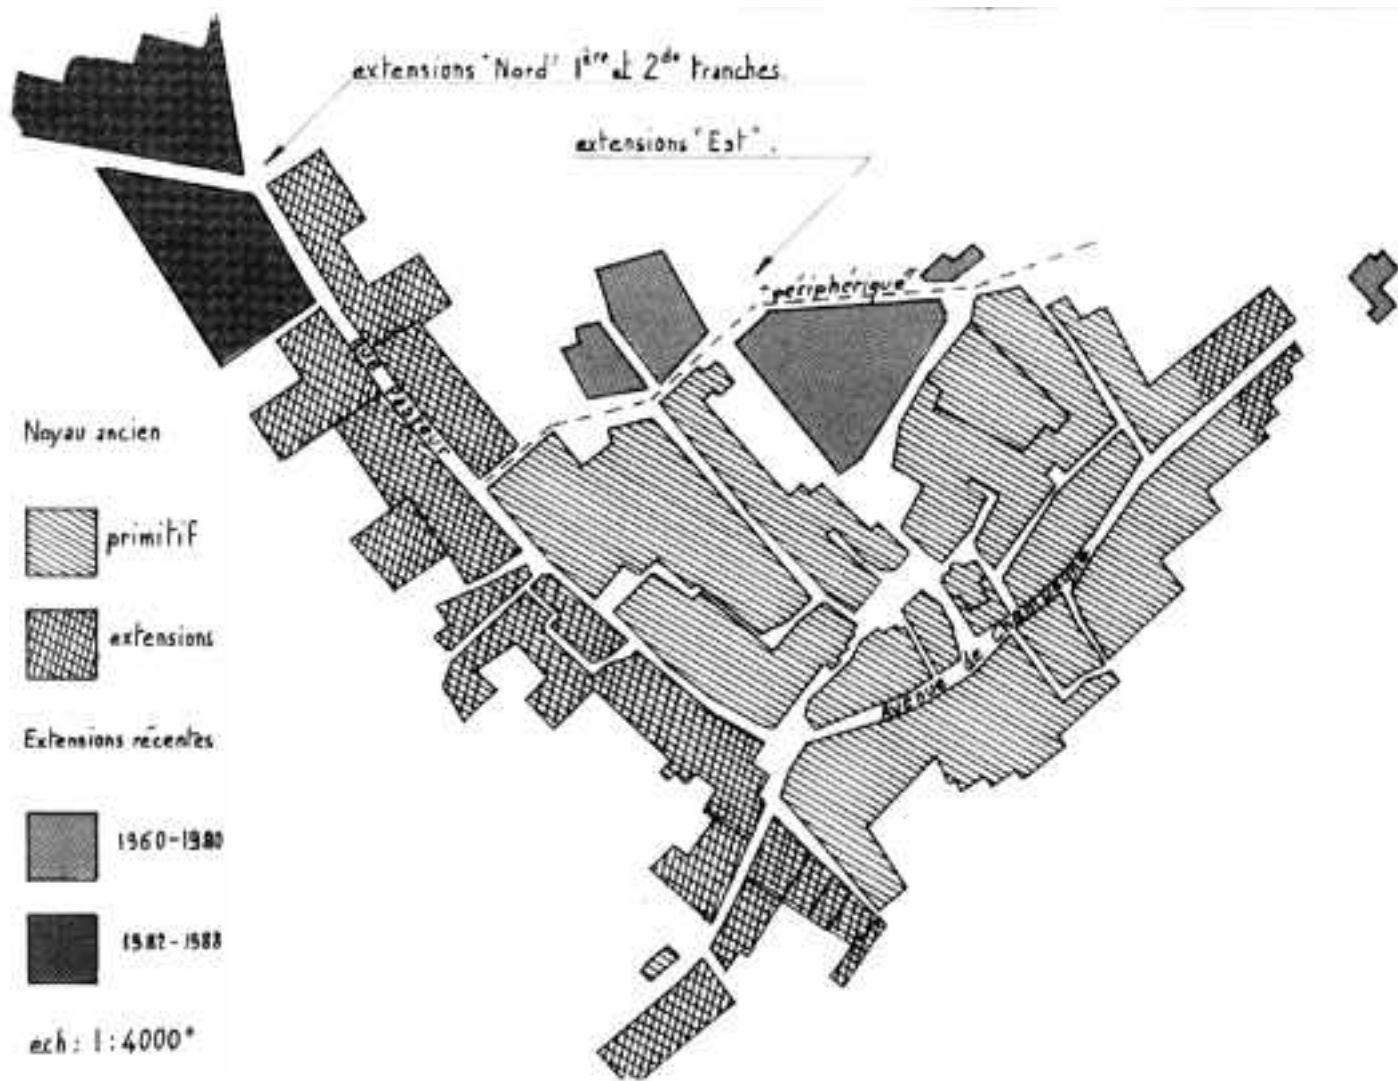 extensions "Nord" 1ère et 2de tranches.
extensions "Est".
"périphérique"
Noyau ancien
primitif
extensions
Avenue de
Extensions récentes
1960-1980
1982-1988
ech: 1:4000°